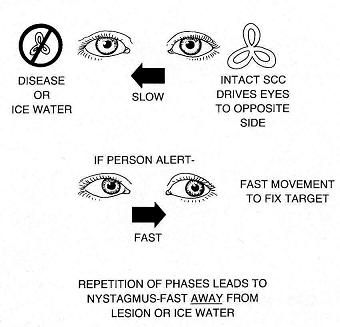 DISEASE
OR
ICE WATER
SLOW
INTACT SCC
DRIVES EYES
TO OPPOSITE
SIDE
IF PERSON ALERT-
FAST MOVEMENT
TO FIX TARGET
FAST
REPETITION OF PHASES LEADS TO
NYSTAGMUS-FAST AWAY FROM
LESION OR ICE WATER